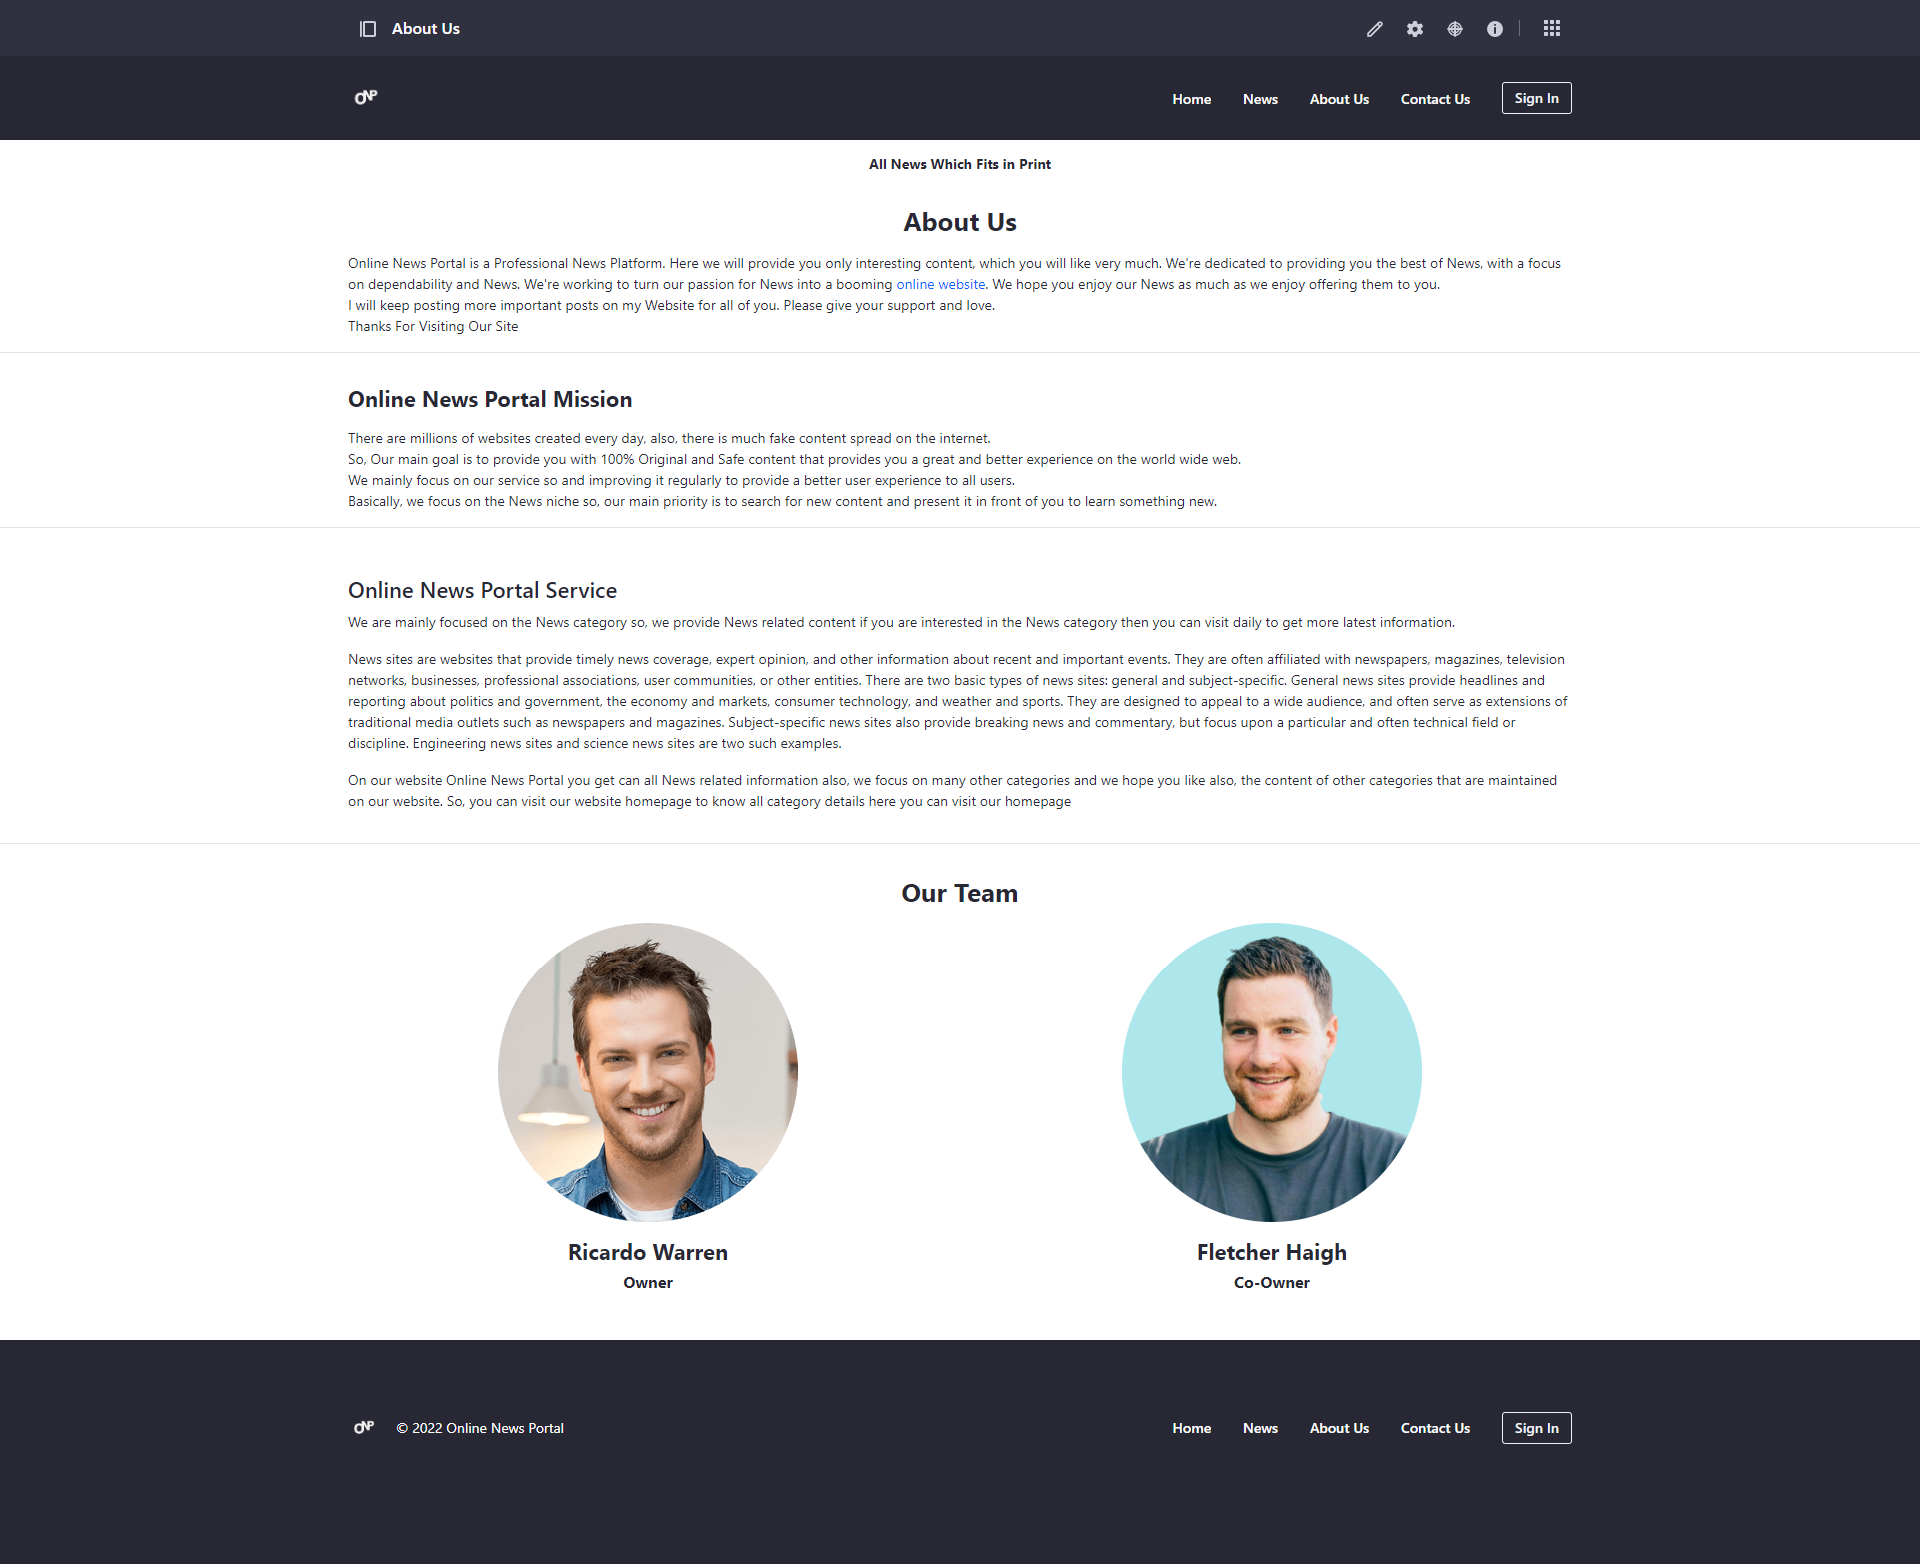 About Us
ONP
Home News About Us Contact Us Sign In
All News Which Fits in Print
About Us
Online News Portal is a Professional News Platform. Here we will provide you only interesting content, which you will like very much. We're dedicated to providing you the best of News, with a focus
on dependability and News. We're working to turn our passion for News into a booming online website. We hope you enjoy our News as much as we enjoy offering them to you.
I will keep posting more important posts on my Website for all of you. Please give your support and love.
Thanks For Visiting Our Site
Online News Portal Mission
There are millions of websites created every day, also, there is much fake content spread on the internet.
So, Our main goal is to provide you with 100% Original and Safe content that provides you a great and better experience on the world wide web.
We mainly focus on our service so and improving it regularly to provide a better user experience to all users.
Basically, we focus on the News niche so, our main priority is to search for new content and present it in front of you to learn something new.
Online News Portal Service
We are mainly focused on the News category so, we provide News related content if you are interested in the News category then you can visit daily to get more latest information.
News sites are websites that provide timely news coverage, expert opinion, and other information about recent and important events. They are often affiliated with newspapers, magazines, television
networks, businesses, professional associations, user communities, or other entities. There are two basic types of news sites: general and subject-specific. General news sites provide headlines and
reporting about politics and government, the economy and markets, consumer technology, and weather and sports. They are designed to appeal to a wide audience, and often serve as extensions of
traditional media outlets such as newspapers and magazines. Subject-specific news sites also provide breaking news and commentary, but focus upon a particular and often technical field or
discipline. Engineering news sites and science news sites are two such examples.
On our website Online News Portal you get can all News related information also, we focus on many other categories and we hope you like also, the content of other categories that are maintained
on our website. So, you can visit our website homepage to know all category details here you can visit our homepage
Our Team
Ricardo Warren
Owner
Fletcher Haigh
Co-Owner
ONP © 2022 Online News Portal
Home News About Us Contact Us Sign In